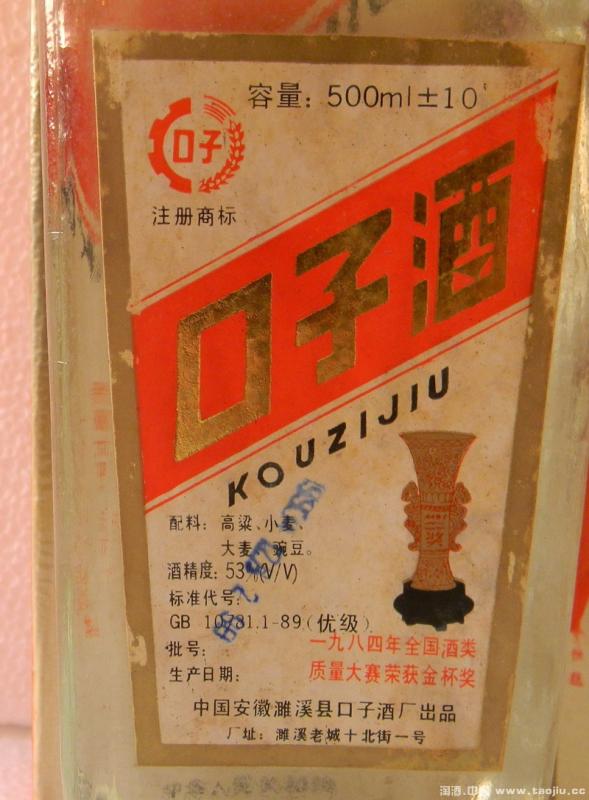 容量: 500ml±10
口子
注册商标
口子酒
KOUZIJIU
配料: 高粱、小麦、
大麦、豌豆。
酒精度: 53%(V/V)
标准代号:
GB 10781.1-89(优级)
批号:
生产日期:
一九八四年全国酒类
质量大赛荣获金杯奖
中国安徽濉溪县口子酒厂出品
厂址: 濉溪老城十北街一号
淘酒.中国 www.taojiu.cc